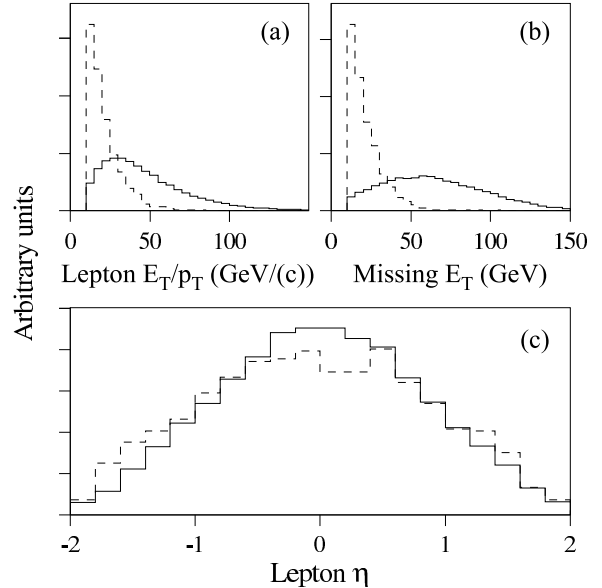 (a)
(b)
0 50 100
0 50 100 150
Lepton E_T/p_T (GeV/(c))
Missing E_T (GeV)
Arbitrary units
(c)
-2 -1 0 1 2
Lepton η